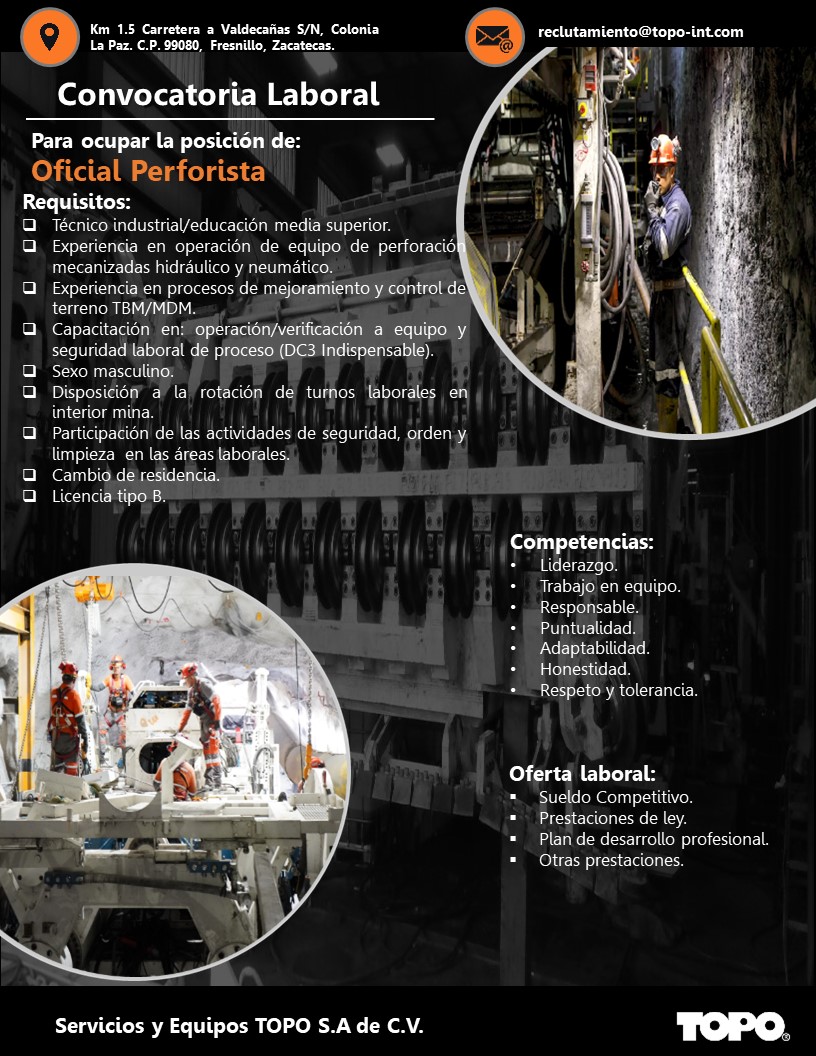 Km 1.5 Carretera a Valdecañas S/N, Colonia
La Paz. C.P. 99080, Fresnillo, Zacatecas.
reclutamiento@topo-int.com
Convocatoria Laboral
Para ocupar la posición de:
Oficial Perforista
Requisitos:
❑ Técnico industrial/educación media superior.
❑ Experiencia en operación de equipo de perforación
mecanizadas hidráulico y neumático.
❑ Experiencia en procesos de mejoramiento y control de
terreno TBM/MDM.
❑ Capacitación en: operación/verificación a equipo y
seguridad laboral de proceso (DC3 Indispensable).
❑ Sexo masculino.
❑ Disposición a la rotación de turnos laborales en
interior mina.
❑ Participación de las actividades de seguridad, orden y
limpieza en las áreas laborales.
❑ Cambio de residencia.
❑ Licencia tipo B.
Competencias:
• Liderazgo.
• Trabajo en equipo.
• Responsable.
• Puntualidad.
• Adaptabilidad.
• Honestidad.
• Respeto y tolerancia.
Oferta laboral:
▪ Sueldo Competitivo.
▪ Prestaciones de ley.
▪ Plan de desarrollo profesional.
▪ Otras prestaciones.
Servicios y Equipos TOPO S.A de C.V.
TOPO®